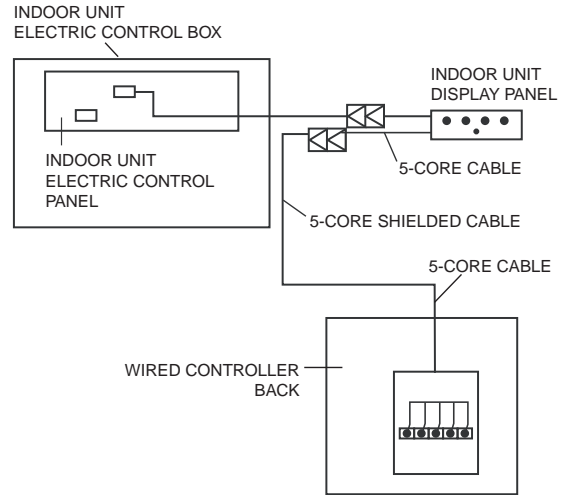 INDOOR UNIT
ELECTRIC CONTROL BOX
INDOOR UNIT
DISPLAY PANEL
INDOOR UNIT
ELECTRIC CONTROL
PANEL
5-CORE CABLE
5-CORE SHIELDED CABLE
5-CORE CABLE
WIRED CONTROLLER
BACK